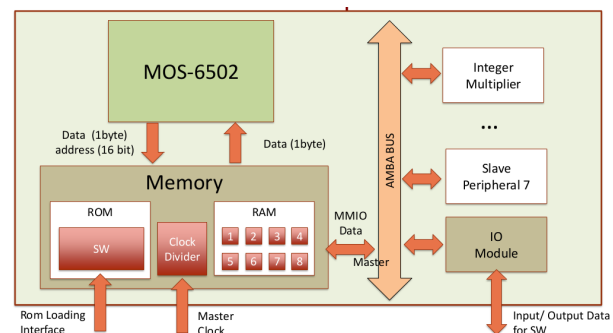 MOS-6502
Data (1byte)
address (16 bit)
Data (1byte)
Memory
ROM
SW
Clock
Divider
RAM
1 2 3 4
5 6 7 8
MMIO
Data
Master
AMBA BUS
Integer
Multiplier
...
Slave
Peripheral 7
IO
Module
Rom Loading
Interface
Master
Clock
Input/ Output Data
for SW